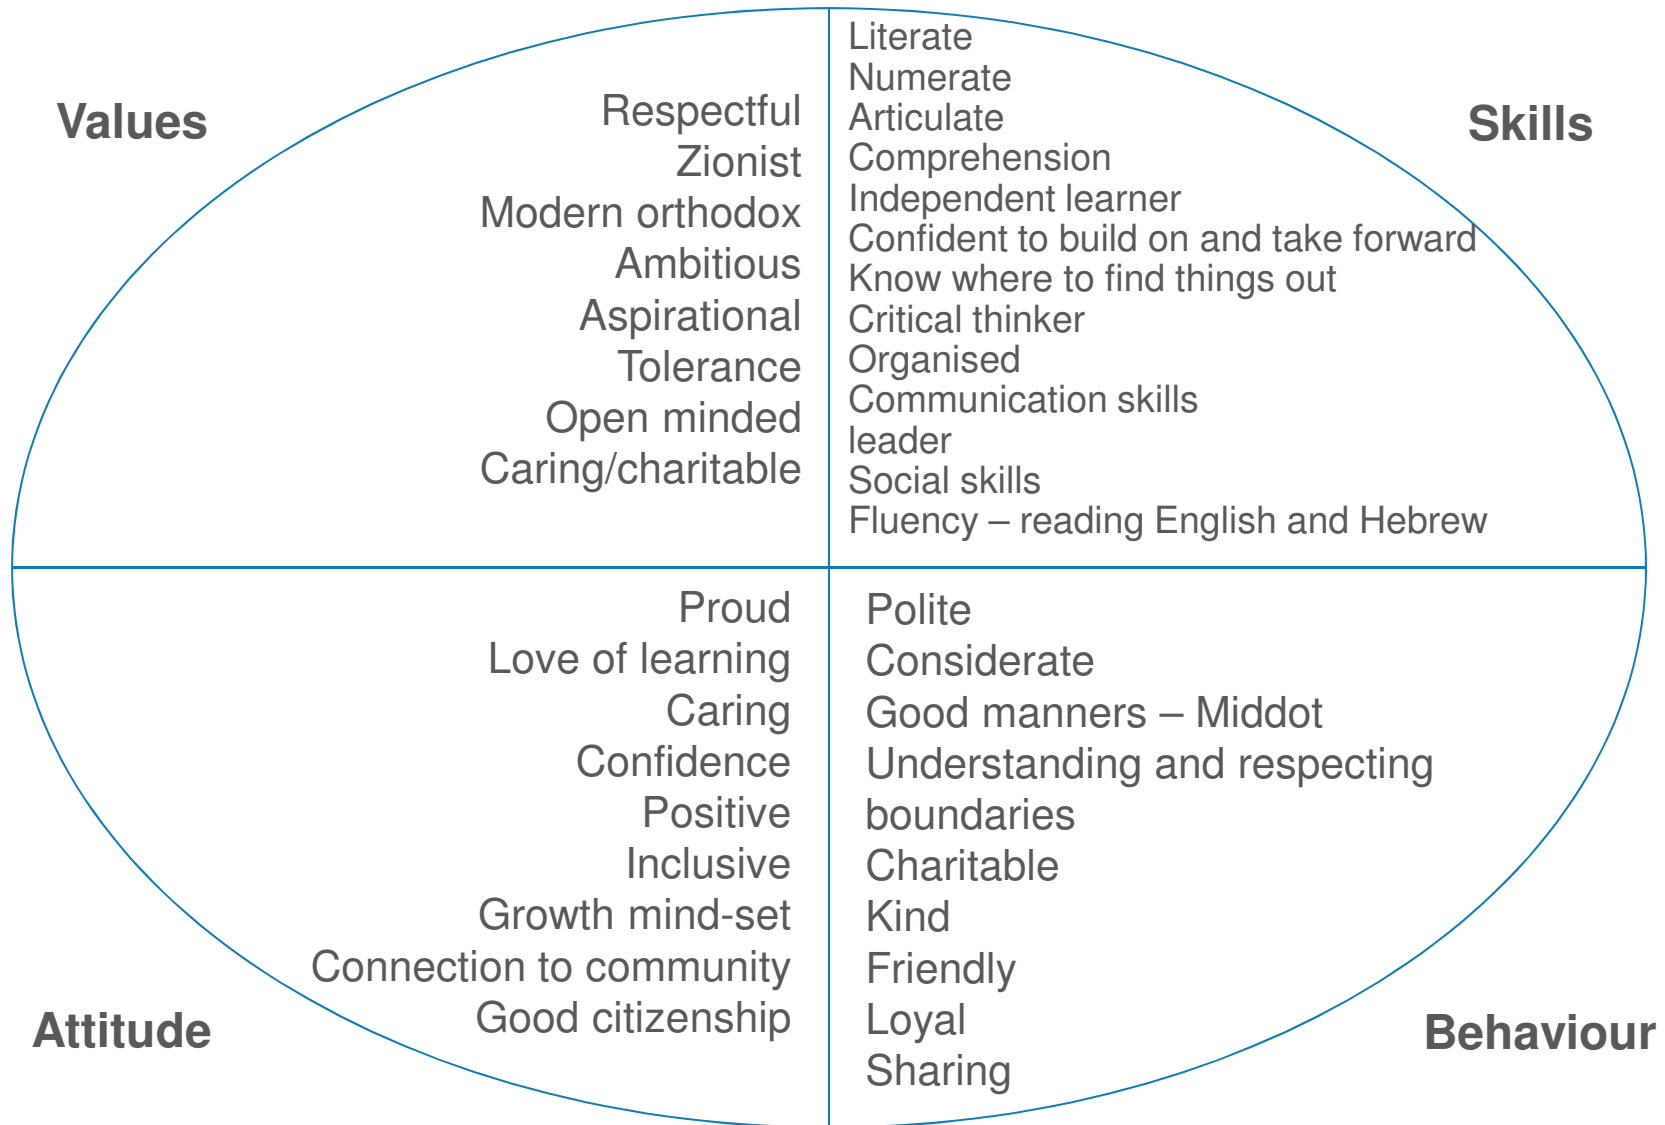 Values
Respectful
Zionist
Modern orthodox
Ambitious
Aspirational
Tolerance
Open minded
Caring/charitable
Skills
Literate
Numerate
Articulate
Comprehension
Independent learner
Confident to build on and take forward
Know where to find things out
Critical thinker
Organised
Communication skills
leader
Social skills
Fluency – reading English and Hebrew
Attitude
Proud
Love of learning
Caring
Confidence
Positive
Inclusive
Growth mind-set
Connection to community
Good citizenship
Behaviour
Polite
Considerate
Good manners – Middot
Understanding and respecting
boundaries
Charitable
Kind
Friendly
Loyal
Sharing